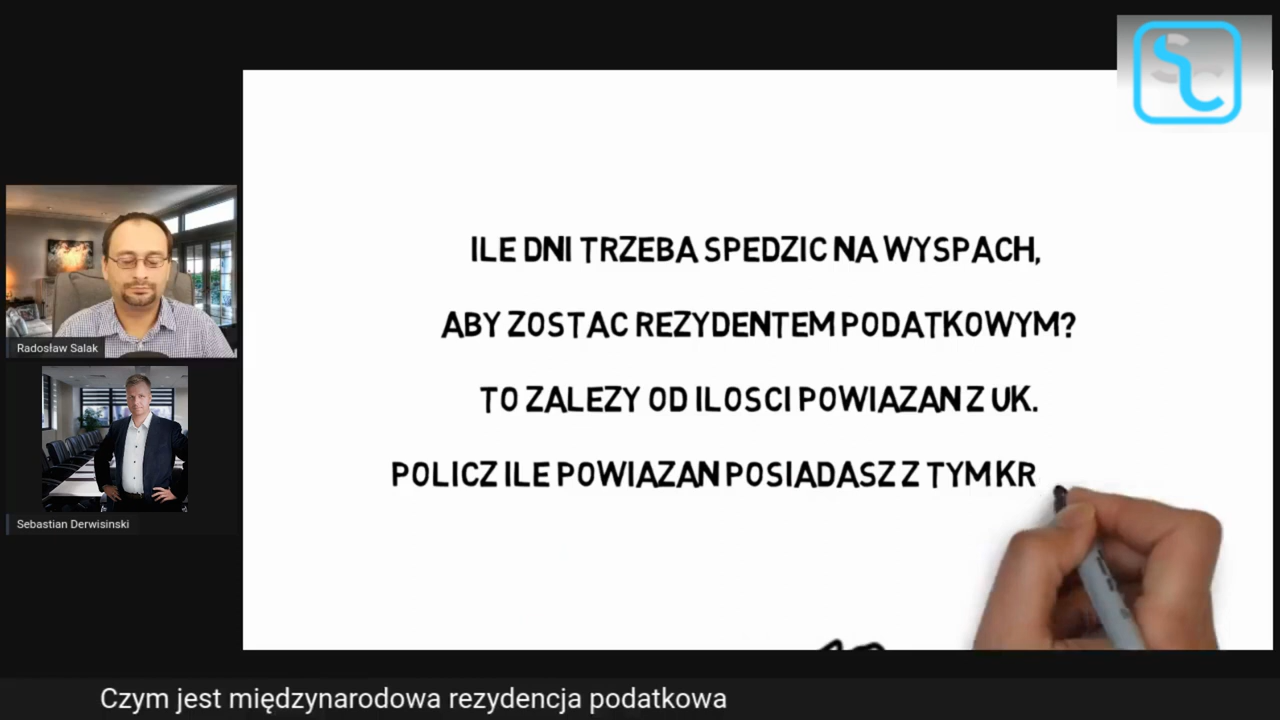 ILE DNI TRZEBA SPEDZIC NA WYSPACH,
ABY ZOSTAC REZYDENTEM PODATKOWYM?
TO ZALEZY OD ILOSCI POWIAZAN Z UK.
POLICZ ILE POWIAZAN POSIADASZ Z TYM KR
Radosław Salak
Sebastian Derwisinski
Czym jest międzynarodowa rezydencja podatkowa